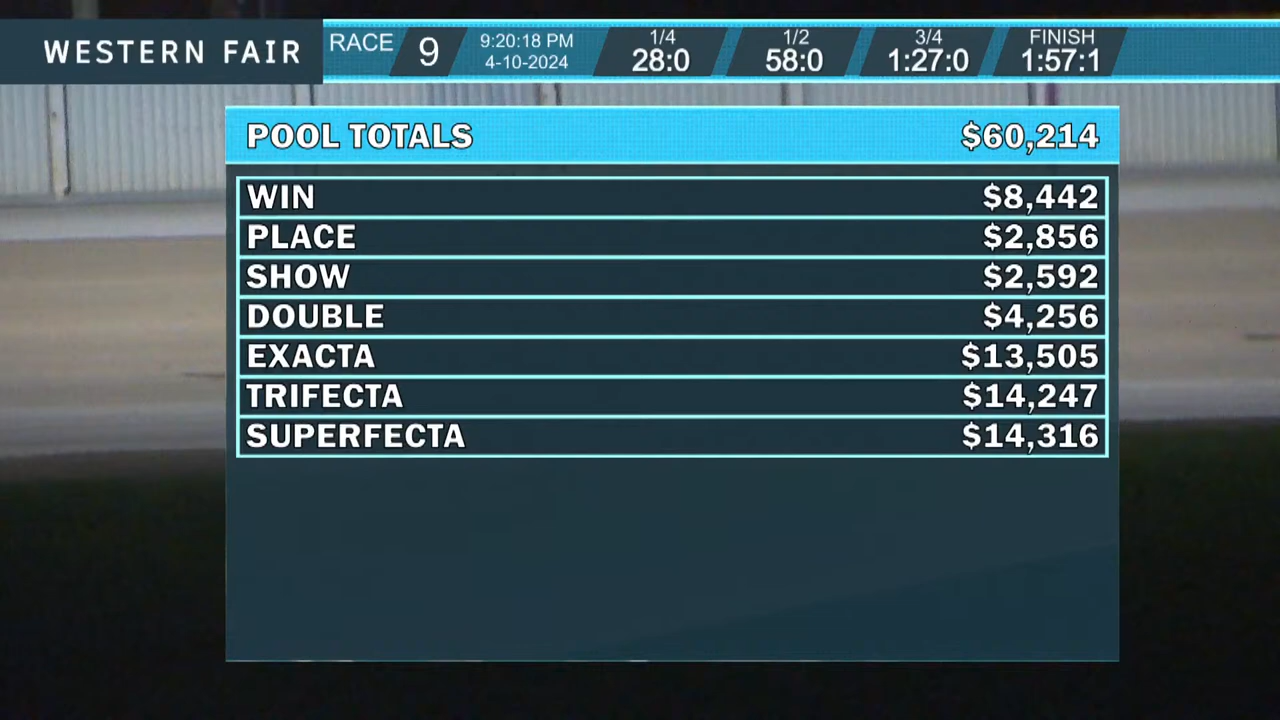 WESTERN FAIR
RACE 9
9:20:18 PM
4-10-2024
1/4
28:0
1/2
58:0
3/4
1:27:0
FINISH
1:57:1
POOL TOTALS $60,214
WIN $8,442
PLACE $2,856
SHOW $2,592
DOUBLE $4,256
EXACTA $13,505
TRIFECTA $14,247
SUPERFECTA $14,316